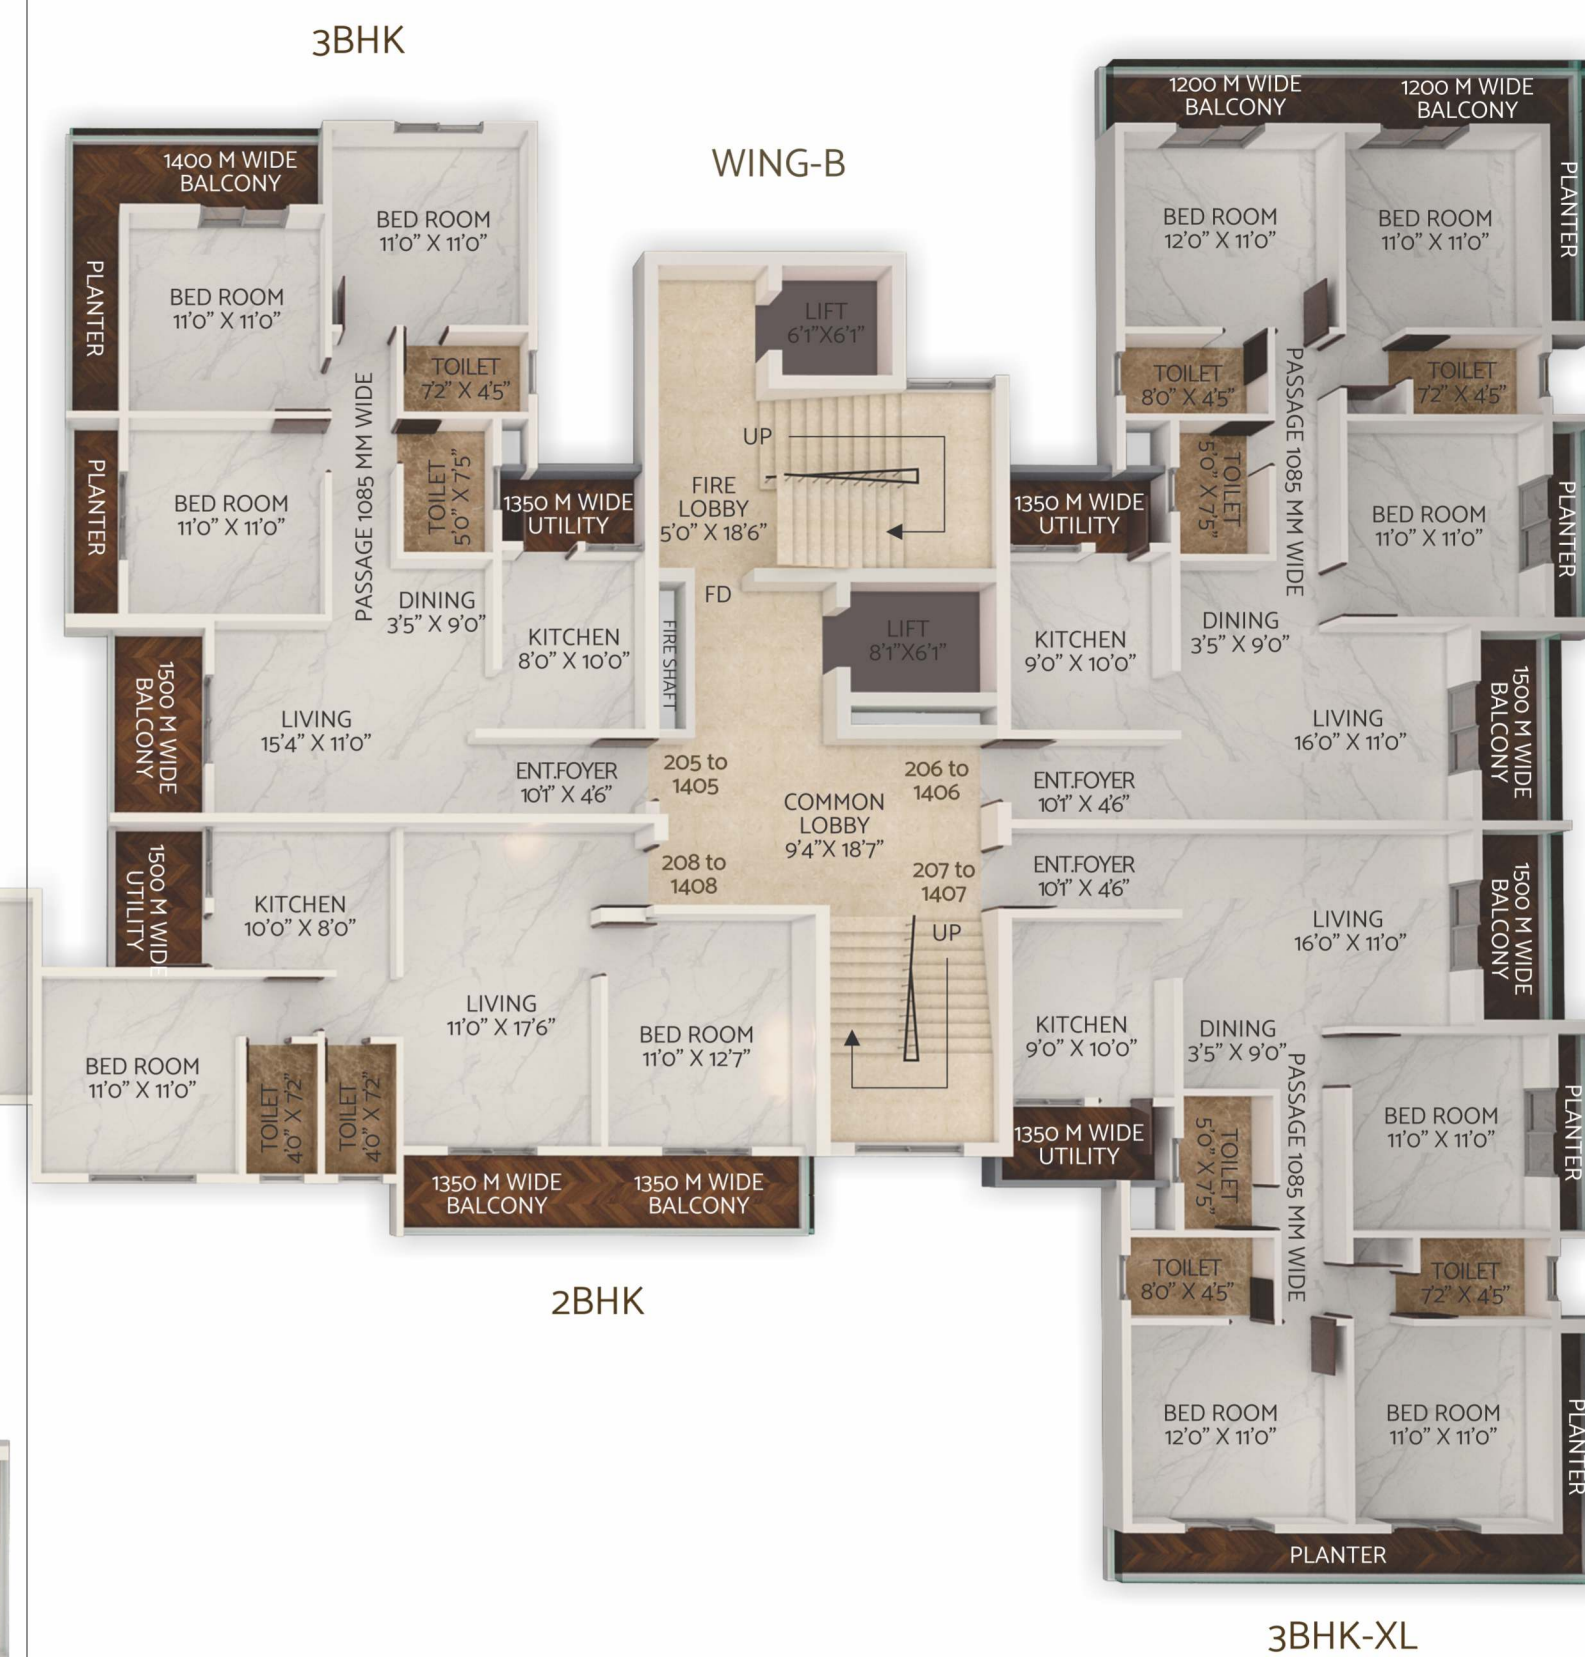 3BHK
WING-B
1400 M WIDE
BALCONY
BED ROOM
11'0" X 11'0"
PLANTER
BED ROOM
11'0" X 11'0"
TOILET
7'2" X 4'5"
PASSAGE 1085 MM WIDE
PLANTER
BED ROOM
11'0" X 11'0"
TOILET
5'0" X 7'5"
1350 M WIDE
UTILITY
DINING
3'5" X 9'0"
KITCHEN
8'0" X 10'0"
1500 M WIDE
BALCONY
LIVING
15'4" X 11'0"
ENT.FOYER
10'1" X 4'6"
LIFT
6'1"X6'1"
UP
FIRE
LOBBY
5'0" X 18'6"
FD
FIRE SHAFT
LIFT
8'1"X6'1"
205 to
1405
206 to
1406
COMMON
LOBBY
9'4"X 18'7"
208 to
1408
207 to
1407
UP
1200 M WIDE
BALCONY
1200 M WIDE
BALCONY
PLANTER
BED ROOM
12'0" X 11'0"
BED ROOM
11'0" X 11'0"
TOILET
8'0" X 4'5"
PASSAGE 1085 MM WIDE
TOILET
7'2" X 4'5"
1350 M WIDE
UTILITY
TOILET
5'0" X 7'5"
BED ROOM
11'0" X 11'0"
PLANTER
KITCHEN
9'0" X 10'0"
DINING
3'5" X 9'0"
LIVING
16'0" X 11'0"
1500 M WIDE
BALCONY
ENT.FOYER
10'1" X 4'6"
1500 M WIDE
UTILITY
KITCHEN
10'0" X 8'0"
LIVING
11'0" X 17'6"
BED ROOM
11'0" X 12'7"
BED ROOM
11'0" X 11'0"
TOILET
4'0" X 7'2"
TOILET
4'0" X 7'2"
1350 M WIDE
BALCONY
1350 M WIDE
BALCONY
2BHK
ENT.FOYER
10'1" X 4'6"
LIVING
16'0" X 11'0"
1500 M WIDE
BALCONY
KITCHEN
9'0" X 10'0"
DINING
3'5" X 9'0"
1350 M WIDE
UTILITY
TOILET
5'0" X 7'5"
PASSAGE 1085 MM WIDE
BED ROOM
11'0" X 11'0"
PLANTER
TOILET
8'0" X 4'5"
TOILET
7'2" X 4'5"
BED ROOM
12'0" X 11'0"
BED ROOM
11'0" X 11'0"
PLANTER
PLANTER
3BHK-XL